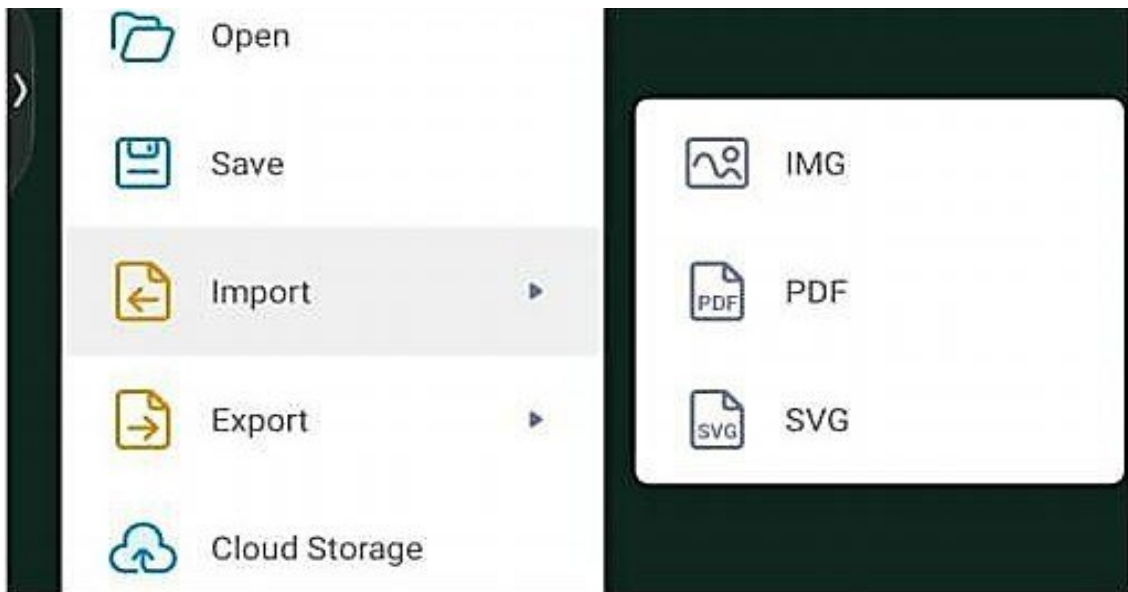 Open
Save
Import
Export
Cloud Storage
IMG
PDF
PDF
SVG
SVG